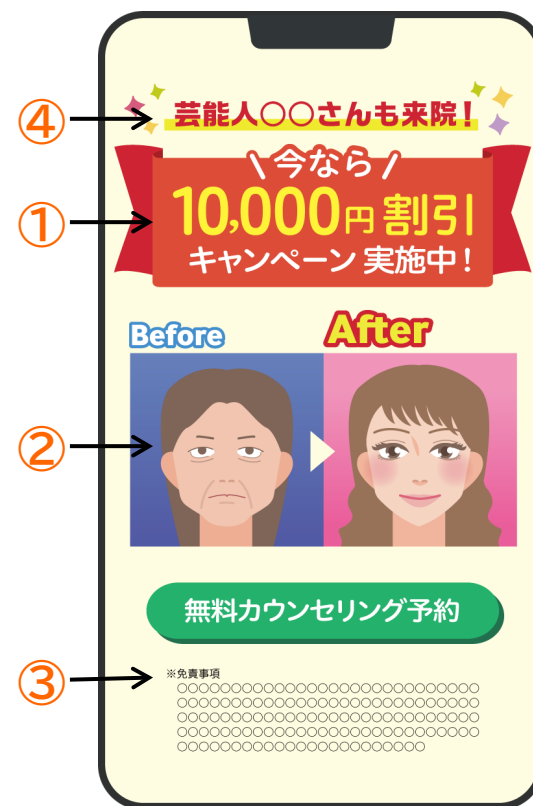 ④
芸能人○○さんも来院！
①
\ 今なら /
10,000円割引
キャンペーン 実施中！
Before
After
②
無料カウンセリング予約
③
※免責事項
○○○○○○○○○○○○○○○○○○○○○○○○○○○○
○○○○○○○○○○○○○○○○○○○○○○○○○○○○
○○○○○○○○○○○○○○○○○○○○○○○○○○○○
○○○○○○○○○○○○○○○○○○○○○○○○○○○○
○○○○○○○○○○○○○○○○○○○○○○○